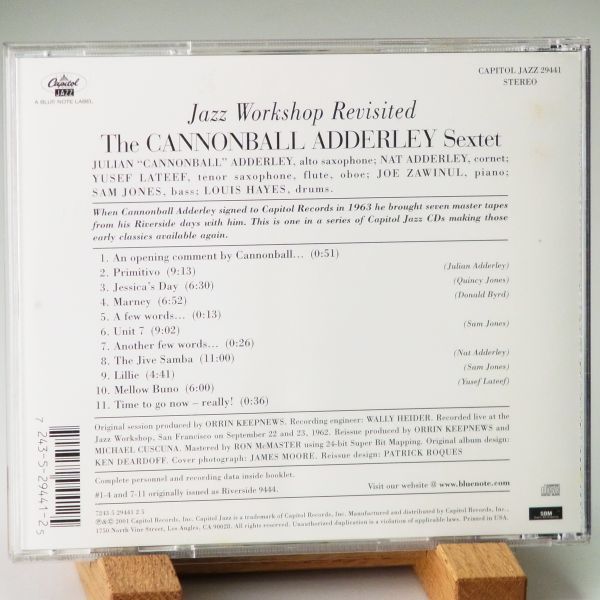 Capitol
JAZZ
A BLUE NOTE LABEL
CAPITOL JAZZ 29441
STEREO
Jazz Workshop Revisited
The CANNONBALL ADDERLEY Sextet
JULIAN "CANNONBALL" ADDERLEY, alto saxophone; NAT ADDERLEY, cornet;
YUSEF LATEEF, tenor saxophone, flute, oboe; JOE ZAWINUL, piano;
SAM JONES, bass; LOUIS HAYES, drums.
When Cannonball Adderley signed to Capitol Records in 1963 he brought seven master tapes
from his Riverside days with him. This is one in a series of Capitol Jazz CDs making those
early classics available again.
1. An opening comment by Cannonball... (0:51)
2. Primitivo (9:13) (Julian Adderley)
3. Jessica's Day (6:30) (Quincy Jones)
4. Marney (6:52) (Donald Byrd)
5. A few words... (0:13)
6. Unit 7 (9:02) (Sam Jones)
7. Another few words... (0:26)
8. The Jive Samba (11:00) (Nat Adderley)
9. Lillie (4:41) (Sam Jones)
10. Mellow Buno (6:00) (Yusef Lateef)
11. Time to go now – really! (0:36)
Original session produced by ORRIN KEEPNEWS. Recording engineer: WALLY HEIDER. Recorded live at the
Jazz Workshop, San Francisco on September 22 and 23, 1962. Reissue produced by ORRIN KEEPNEWS and
MICHAEL CUSCUNA. Mastered by RON McMASTER using 24-bit Super Bit Mapping. Original album design:
KEN DEARDOFF. Cover photograph: JAMES MOORE. Reissue design: PATRICK ROQUES
Complete personnel and recording data inside booklet.
#1-4 and 7-11 originally issued as Riverside 9444.
Visit our website @ www.bluenote.com
7243 5 29441 2 5
℗&© 2001 Capitol Records, Inc. Capitol Jazz is a trademark of Capitol Records, Inc. Manufactured and distributed by Capitol Records, Inc.,
1750 North Vine Street, Los Angeles, CA 90028. Unauthorized duplication is a violation of applicable laws. Printed in USA.
SBM
7 243-5-29441-2 5